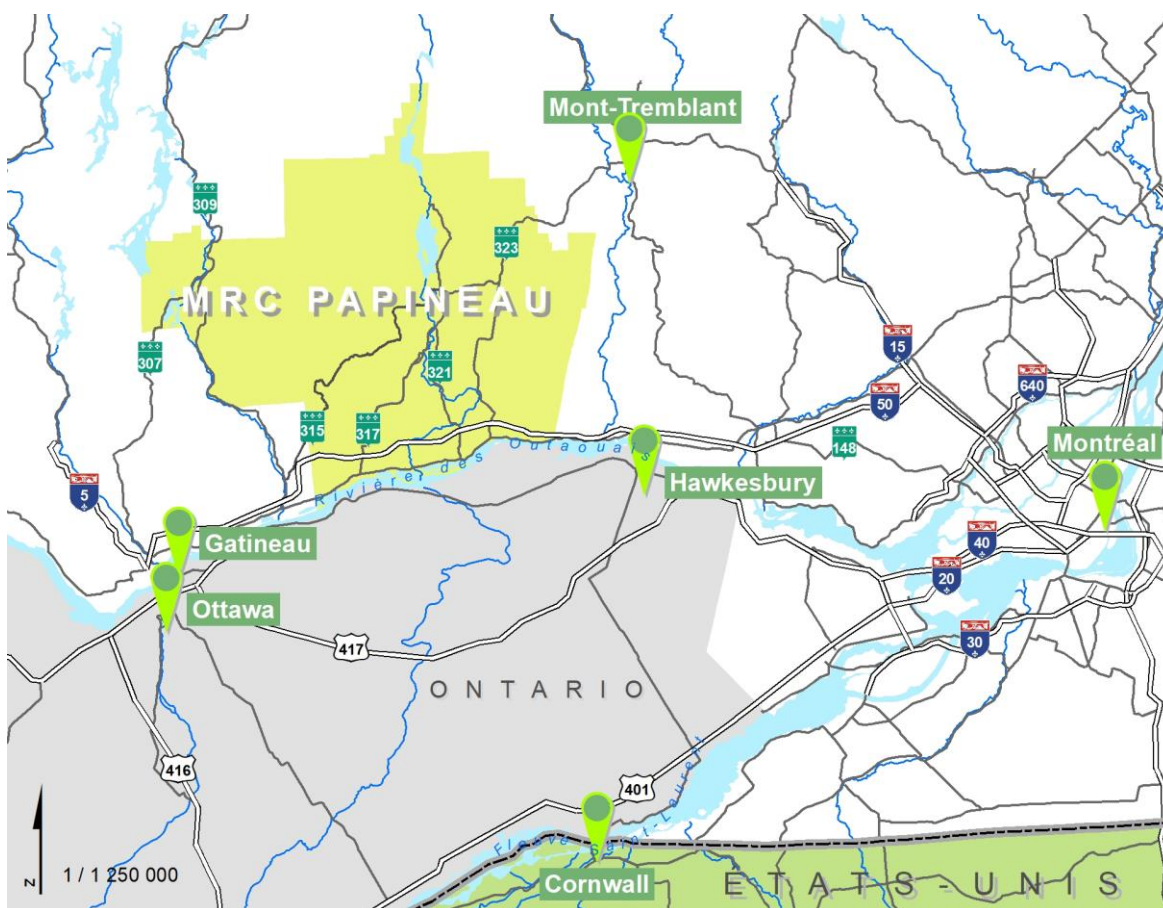 Mont-Tremblant
309
323
MRC PAPINEAU
307
321
15
640
50
315
317
148
Montréal
Rivière des Outaouais
Hawkesbury
5
Gatineau
40
20
Ottawa
30
417
ONTARIO
416
401
Fleuve Saint-Laurent
N
1 / 1 250 000
Cornwall
ETATS-UNIS